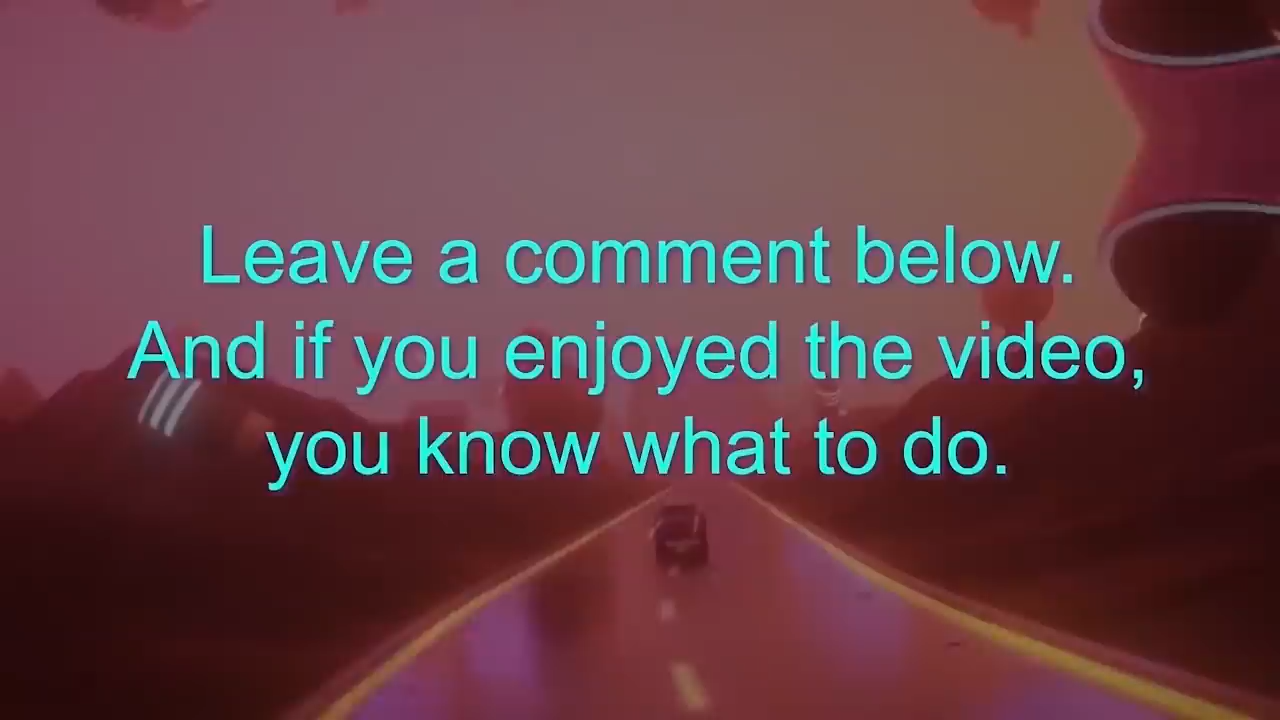 Leave a comment below.
And if you enjoyed the video,
you know what to do.